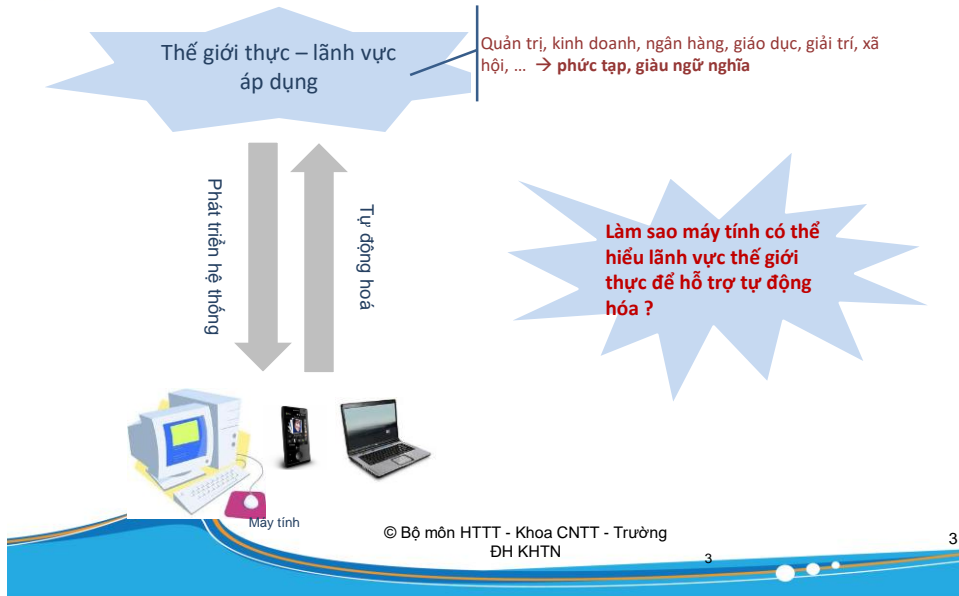 Thế giới thực – lãnh vực
áp dụng
Quản trị, kinh doanh, ngân hàng, giáo dục, giải trí, xã
hội, … → phức tạp, giàu ngữ nghĩa
Phát triển hệ thống
Tự động hoá
Làm sao máy tính có thể
hiểu lãnh vực thế giới
thực để hỗ trợ tự động
hóa ?
Máy tính
© Bộ môn HTTT - Khoa CNTT - Trường
ĐH KHTN
3
3